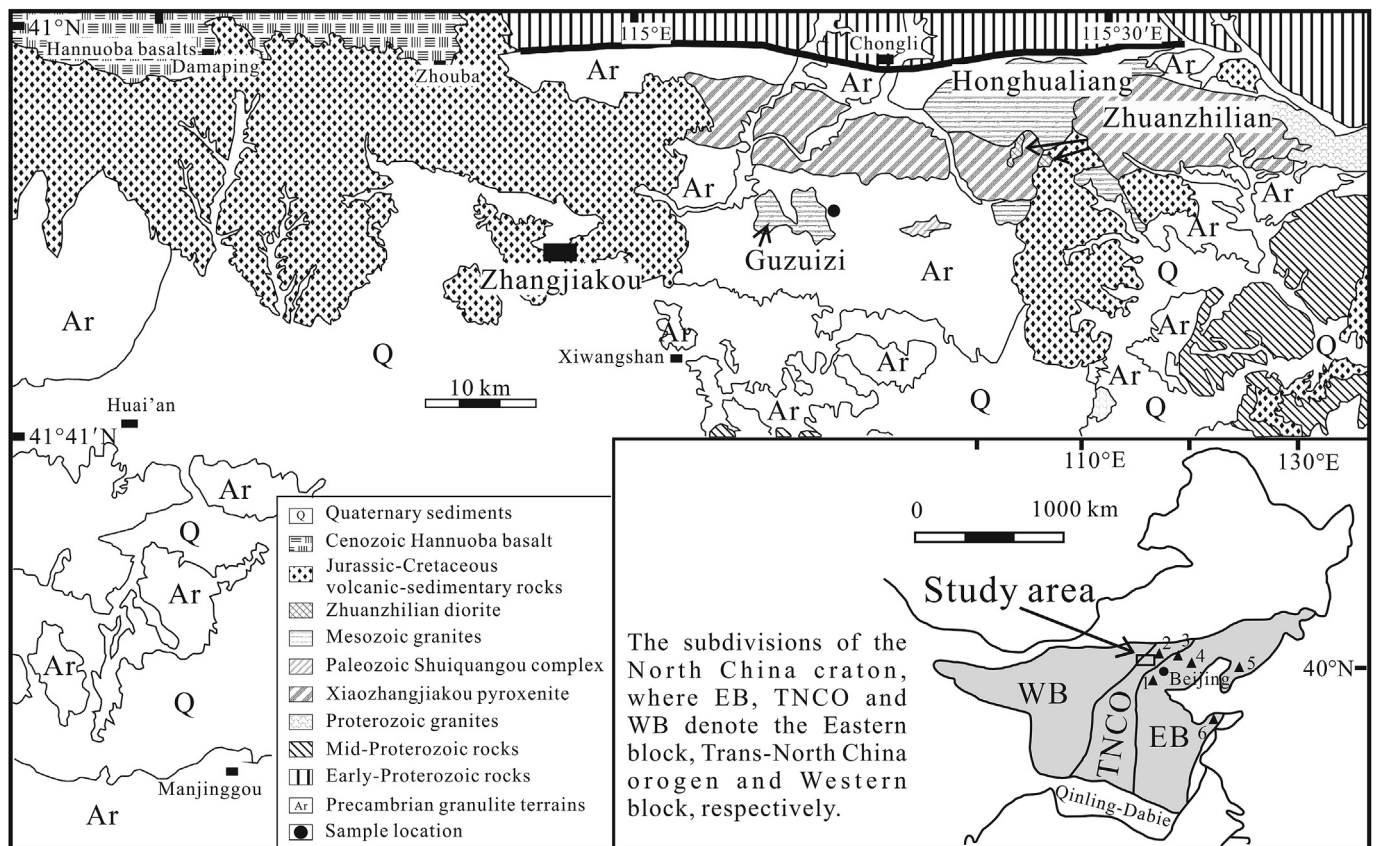 41°N
115°E
115°30′E
Hannuoba basalts
Damaping
Zhouba
Chongli
Ar
Ar
Ar
Honghualiang
Zhuanzhilian
Ar
Ar
Ar
Guzuizi
Zhangjiakou
Ar
Q
Ar
Q
Ar
Xiwangshan
Ar
Ar
Q
10 km
Ar
Ar
Q
Q
Huai’an
41°41′N
Ar
Q
Ar
Ar
Q
Manjinggou
Ar
Q Quaternary sediments
Cenozoic Hannuoba basalt
Jurassic-Cretaceous
volcanic-sedimentary rocks
Zhuanzhilian diorite
Mesozoic granites
Paleozoic Shuiquangou complex
Xiaozhangjiakou pyroxenite
Proterozoic granites
Mid-Proterozoic rocks
Early-Proterozoic rocks
Ar Precambrian granulite terrains
Sample location
The subdivisions of the
North China craton,
where EB, TNCO and
WB denote the Eastern
block, Trans-North China
orogen and Western
block, respectively.
110°E
130°E
0 1000 km
Study area
40°N
WB
TNCO
EB
1
2
3
4
5
6
Beijing
Qinling-Dabie